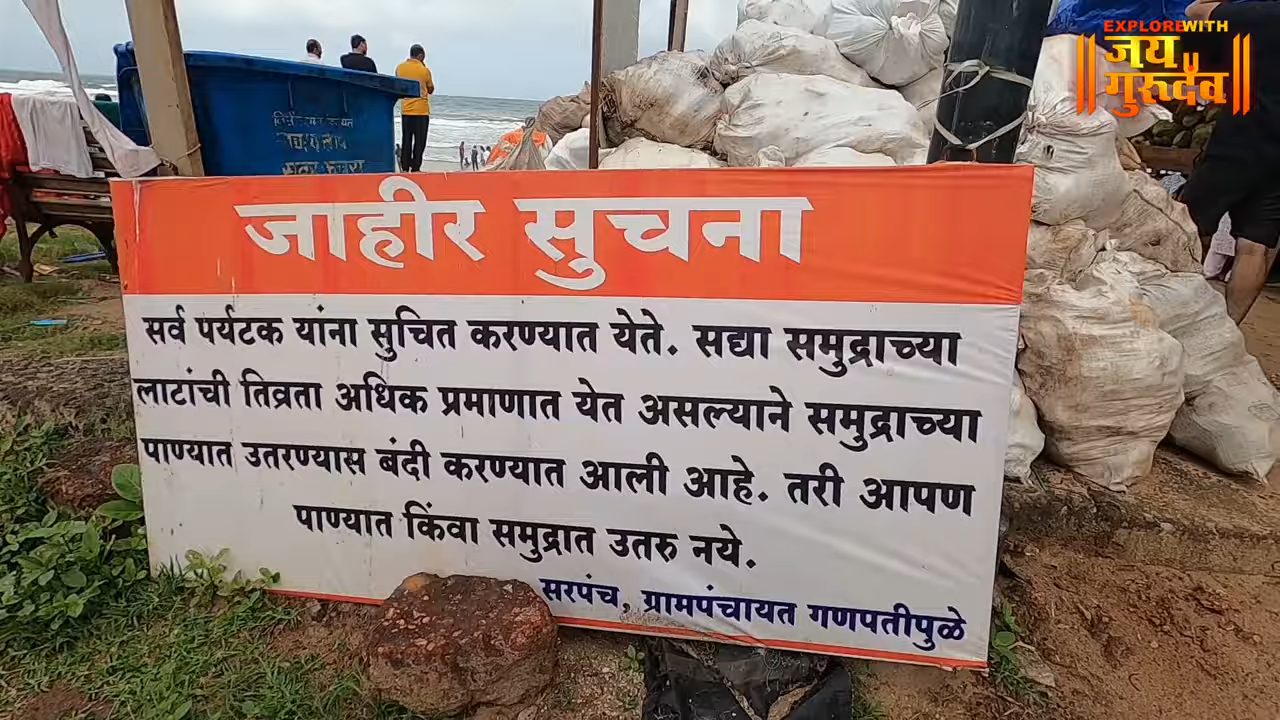 EXPLORE WITH
जय
गुरूदेव
जाहीर सुचना
सर्व पर्यटक यांना सुचित करण्यात येते. सद्या समुद्राच्या
लाटांची तिव्रता अधिक प्रमाणात येत असल्याने समुद्राच्या
पाण्यात उतरण्यास बंदी करण्यात आली आहे. तरी आपण
पाण्यात किंवा समुद्रात उतरु नये.
सरपंच, ग्रामपंचायत गणपतीपुळे